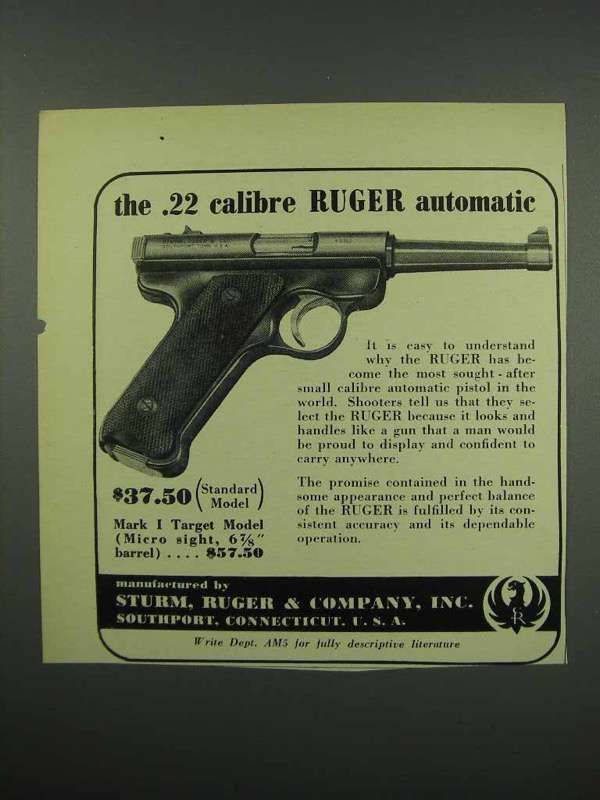 the .22 calibre RUGER automatic
It is easy to understand
why the RUGER has be-
come the most sought-after
small calibre automatic pistol in the
world. Shooters tell us that they se-
lect the RUGER because it looks and
handles like a gun that a man would
be proud to display and confident to
carry anywhere.
The promise contained in the hand-
some appearance and perfect balance
of the RUGER is fulfilled by its con-
sistent accuracy and its dependable
operation.
$37.50 (Standard
Model)
Mark I Target Model
(Micro sight, 6⅞"
barrel) .... $57.50
manufactured by
STURM, RUGER & COMPANY, INC.
SOUTHPORT, CONNECTICUT. U. S. A.
Write Dept. AM5 for fully descriptive literature